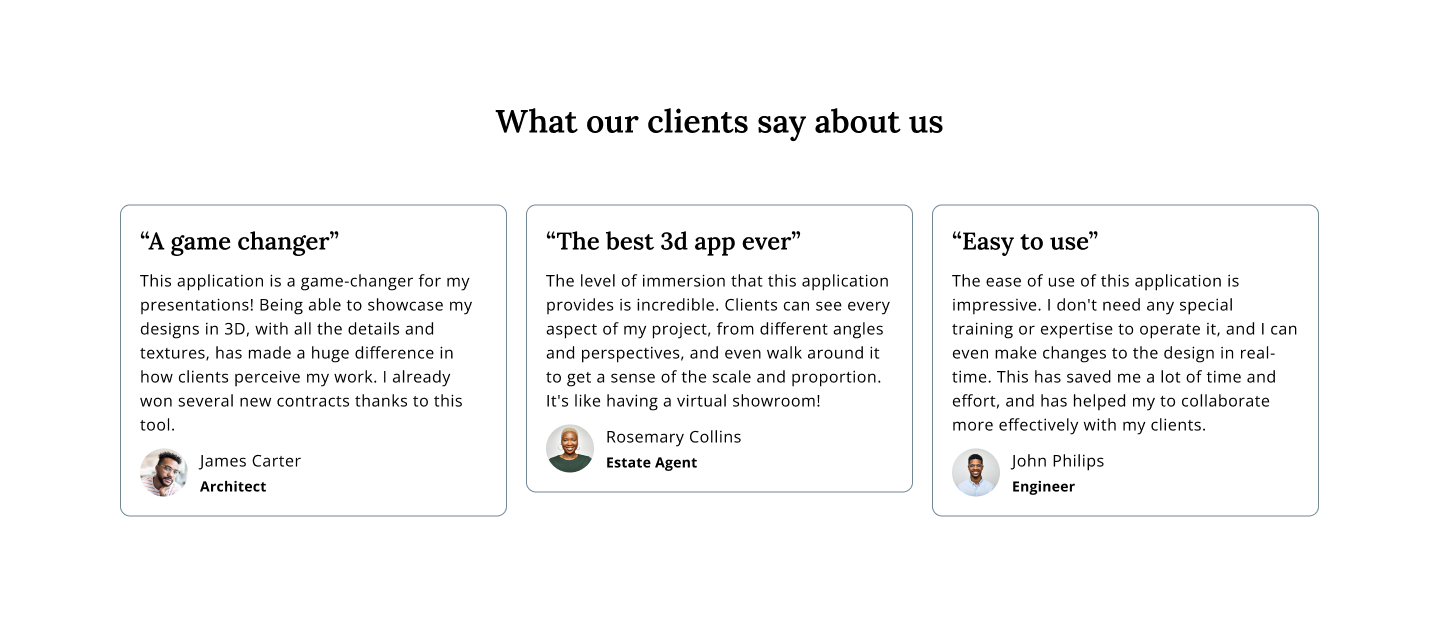 What our clients say about us
“A game changer”
This application is a game-changer for my
presentations! Being able to showcase my
designs in 3D, with all the details and
textures, has made a huge difference in
how clients perceive my work. I already
won several new contracts thanks to this
tool.
James Carter
Architect
“The best 3d app ever”
The level of immersion that this application
provides is incredible. Clients can see every
aspect of my project, from different angles
and perspectives, and even walk around it
to get a sense of the scale and proportion.
It's like having a virtual showroom!
Rosemary Collins
Estate Agent
“Easy to use”
The ease of use of this application is
impressive. I don't need any special
training or expertise to operate it, and I can
even make changes to the design in real-
time. This has saved me a lot of time and
effort, and has helped my to collaborate
more effectively with my clients.
John Philips
Engineer